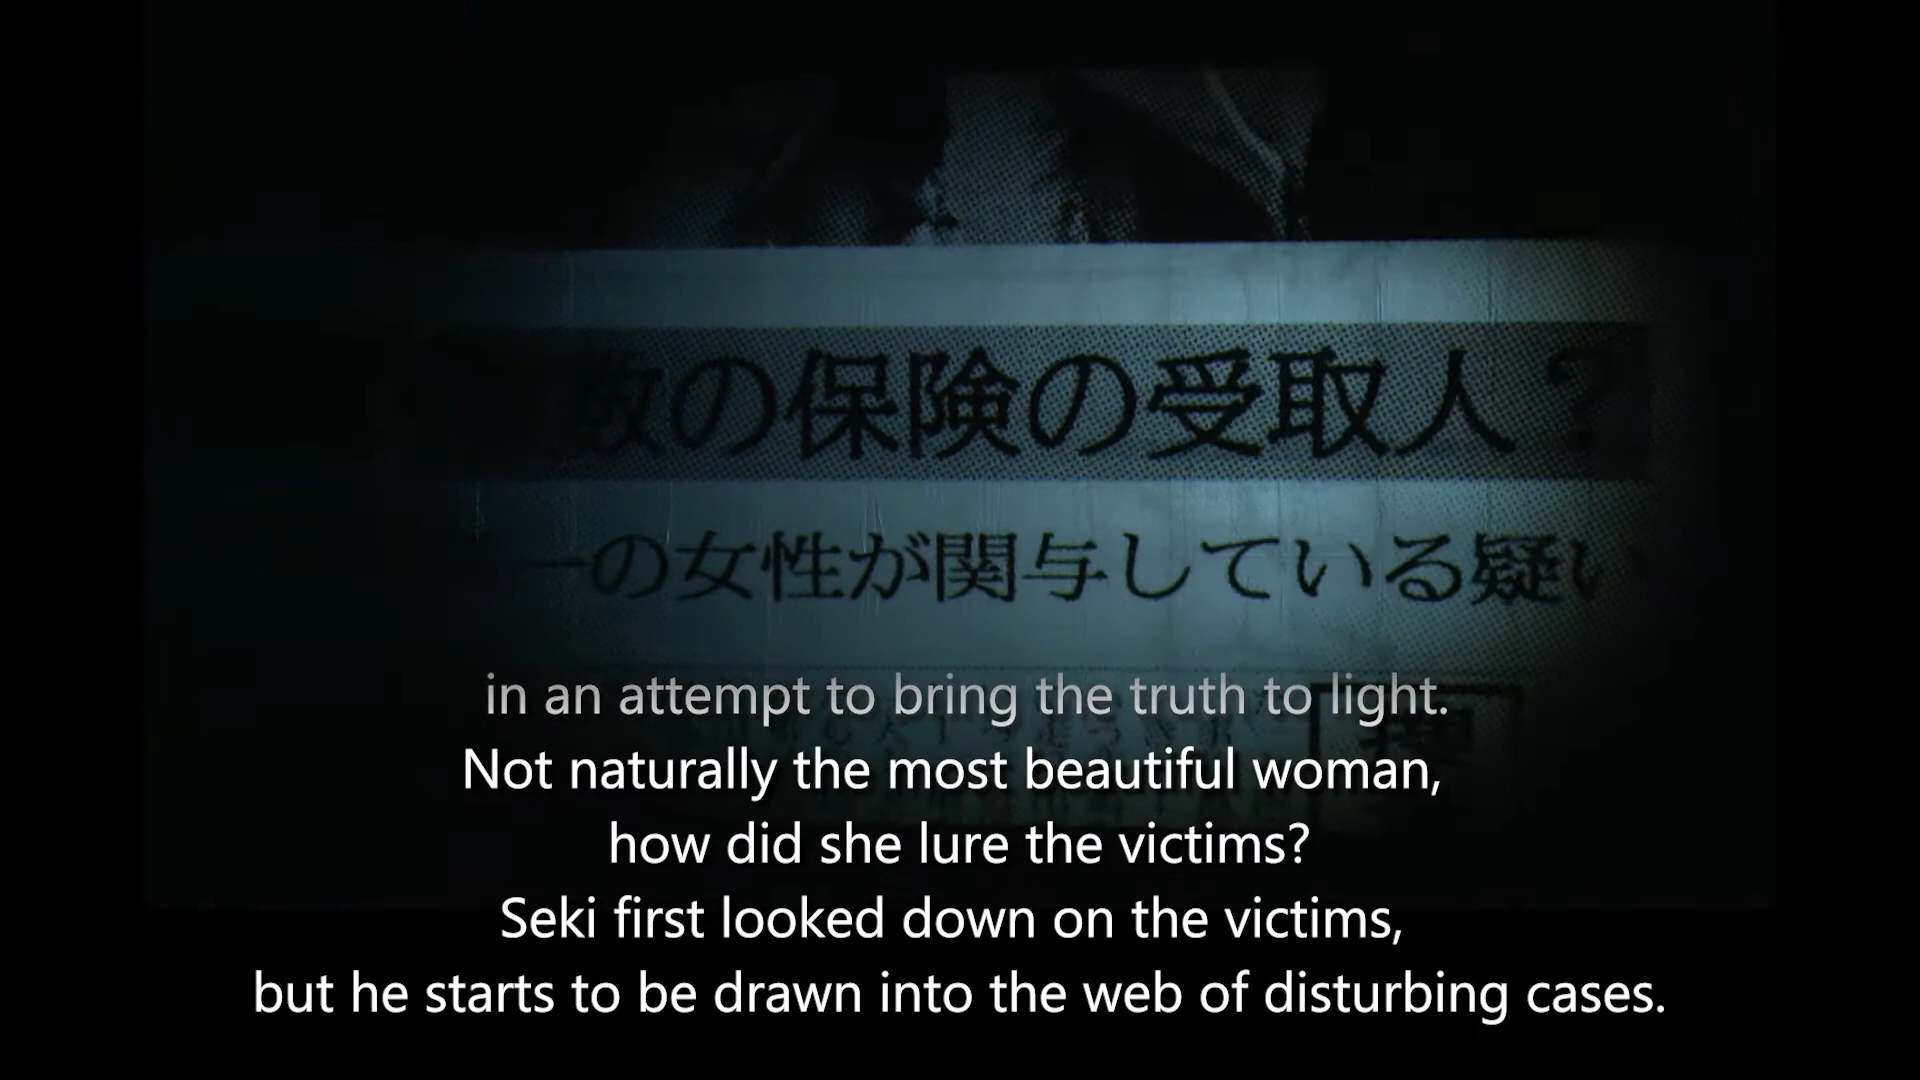 数の保険の受取人？
一の女性が関与している疑い
in an attempt to bring the truth to light.
Not naturally the most beautiful woman,
how did she lure the victims?
Seki first looked down on the victims,
but he starts to be drawn into the web of disturbing cases.